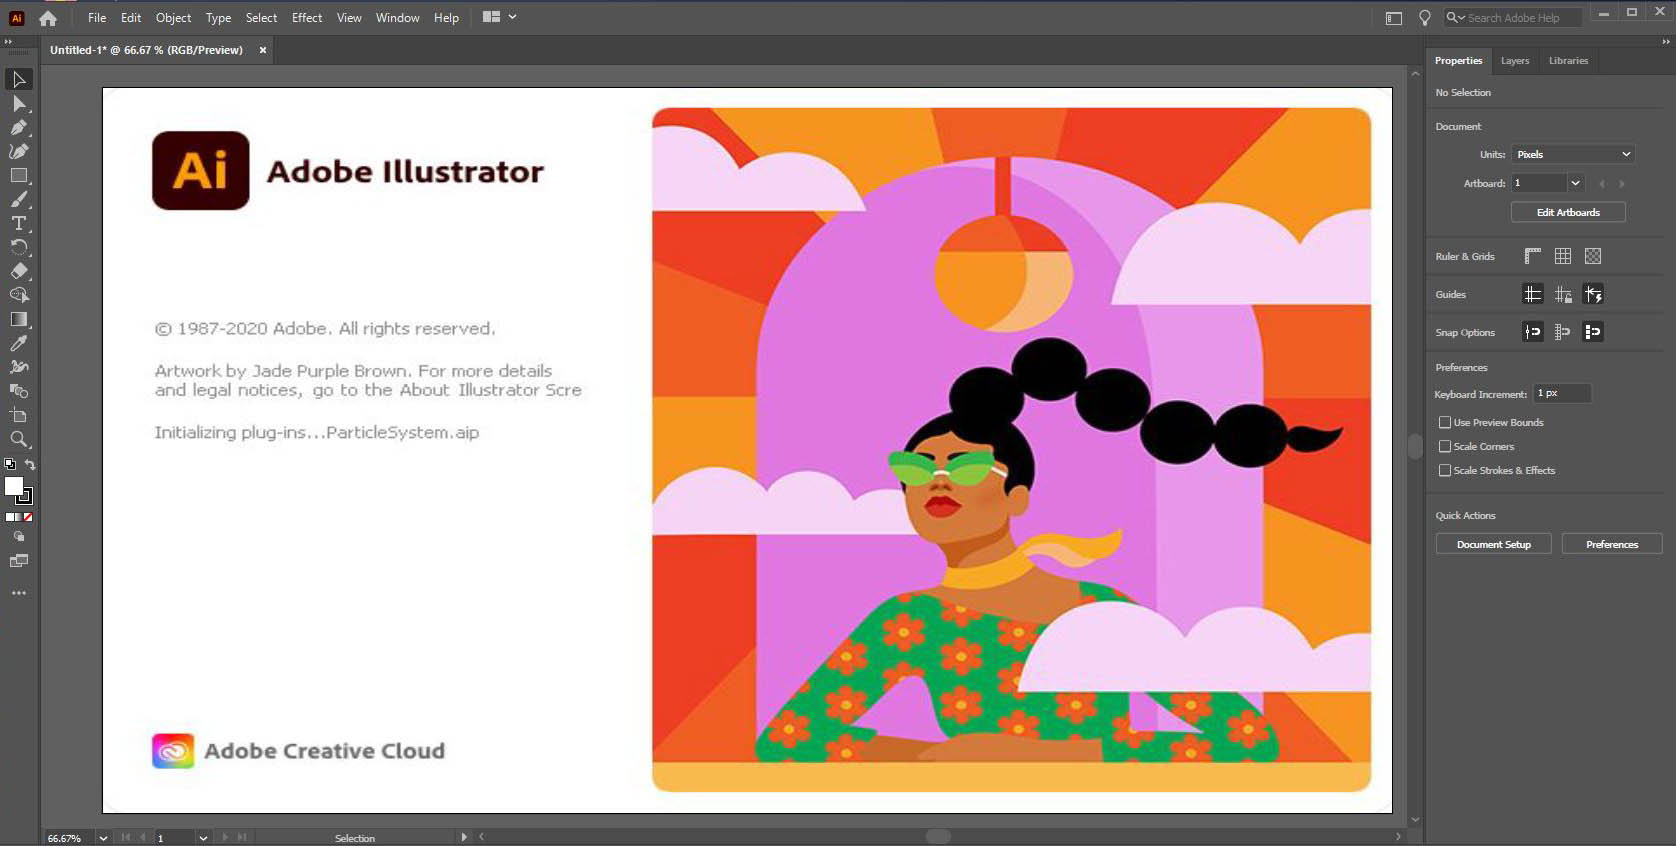 Ai
File Edit Object Type Select Effect View Window Help
Search Adobe Help
Untitled-1* @ 66.67 % (RGB/Preview) ×
Ai Adobe Illustrator
© 1987-2020 Adobe. All rights reserved.
Artwork by Jade Purple Brown. For more details
and legal notices, go to the About Illustrator Scre
Initializing plug-ins...ParticleSystem.aip
Adobe Creative Cloud
Properties Layers Libraries
No Selection
Document
Units: Pixels
Artboard: 1
Edit Artboards
Ruler & Grids
Guides
Snap Options
Preferences
Keyboard Increment: 1 px
Use Preview Bounds
Scale Corners
Scale Strokes & Effects
Quick Actions
Document Setup Preferences
66.67% 1 Selection